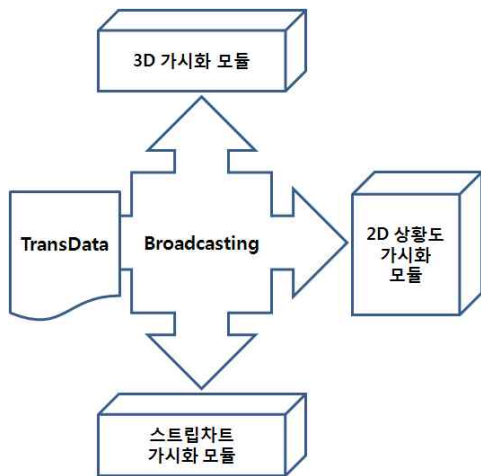 3D 가시화 모듈
TransData
Broadcasting
2D 상황도
가시화
모듈
스트립차트
가시화 모듈